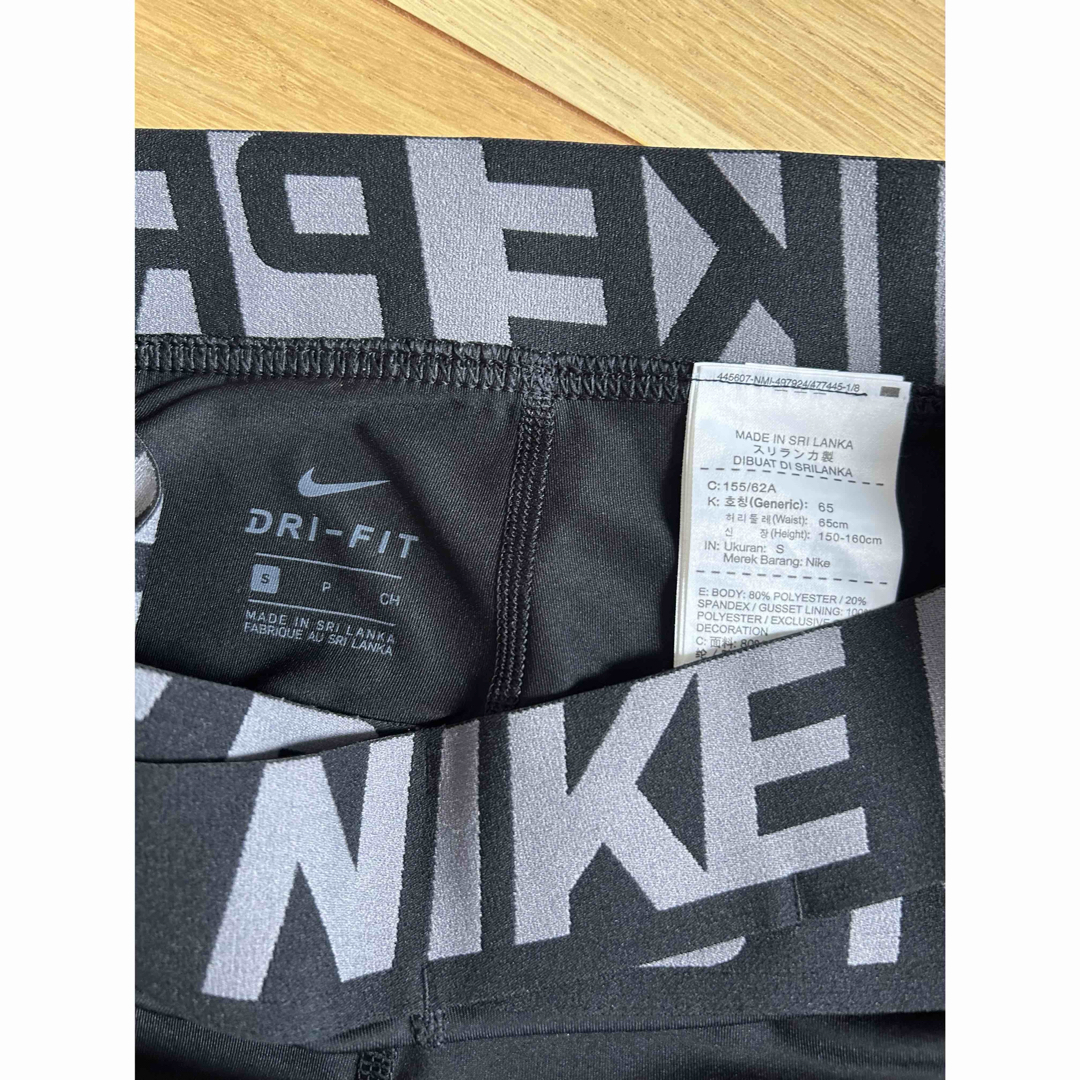 445607-NMI-497924/477445-1/8
MADE IN SRI LANKA
スリランカ製
DIBUAT DI SRILANKA
C: 155/62A
K: 호칭(Generic): 65
허리둘레(Waist): 65cm
신 장(Height): 150-160cm
IN: Ukuran: S
Merek Barang: Nike
E: BODY: 80% POLYESTER / 20%
SPANDEX / GUSSET LINING: 100%
POLYESTER / EXCLUSIVE
DECORATION
C: 面料: 80%
DRI-FIT
S P CH
MADE IN SRI LANKA
FABRIQUE AU SRI LANKA
NIKE